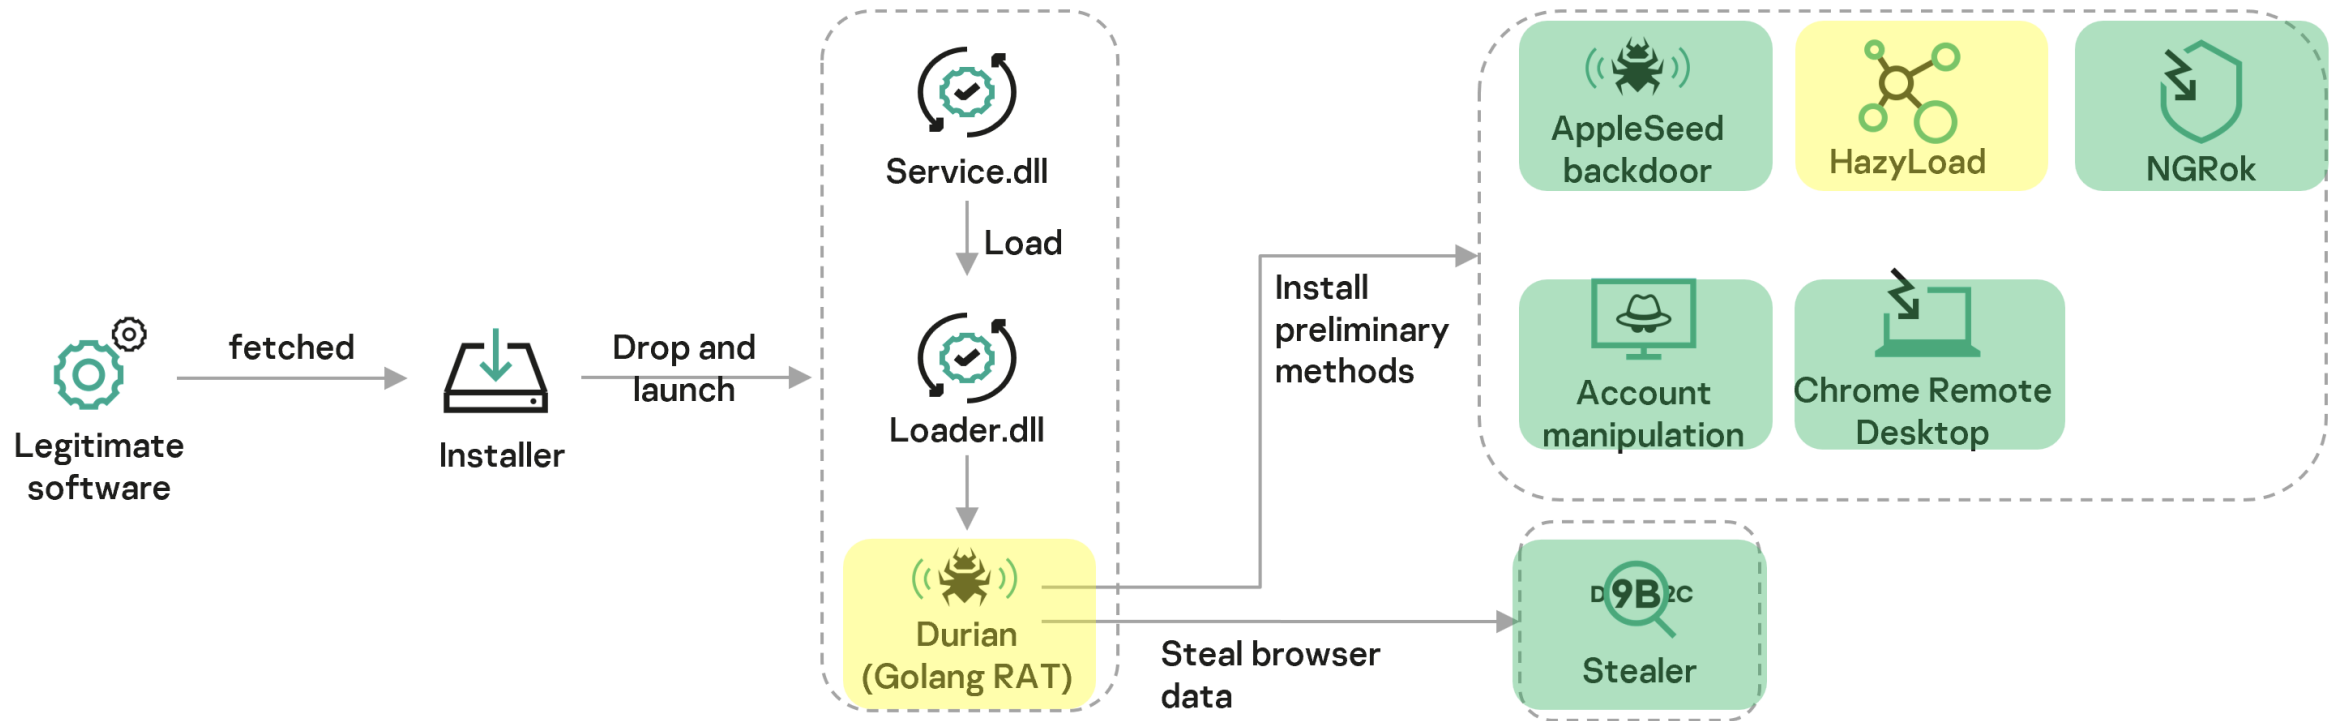 Legitimate
software
fetched
Installer
Drop and
launch
Service.dll
Load
Loader.dll
Durian
(Golang RAT)
Install
preliminary
methods
Steal browser
data
AppleSeed
backdoor
HazyLoad
NGRok
Account
manipulation
Chrome Remote
Desktop
D9B2C
Stealer